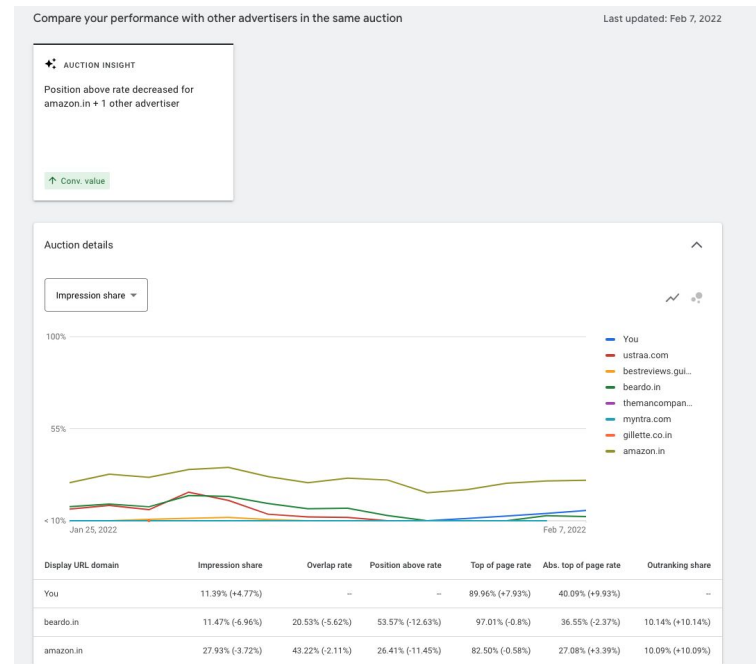 Compare your performance with other advertisers in the same auction
Last updated: Feb 7, 2022
AUCTION INSIGHT
Position above rate decreased for
amazon.in + 1 other advertiser
↑ Conv. value
Auction details
Impression share
100%
55%
< 10%
Jan 25, 2022
Feb 7, 2022
You
ustraa.com
bestreviews.gui...
beardo.in
themancompan...
myntra.com
gillette.co.in
amazon.in
Display URL domain Impression share Overlap rate Position above rate Top of page rate Abs. top of page rate Outranking share
You 11.39% (+4.77%) -- -- 89.96% (+7.93%) 40.09% (+9.93%) --
beardo.in 11.47% (-6.96%) 20.53% (-5.62%) 53.57% (-12.63%) 97.01% (-0.8%) 36.55% (-2.37%) 10.14% (+10.14%)
amazon.in 27.93% (-3.72%) 43.22% (-2.11%) 26.41% (-11.45%) 82.50% (-0.58%) 27.08% (+3.39%) 10.09% (+10.09%)